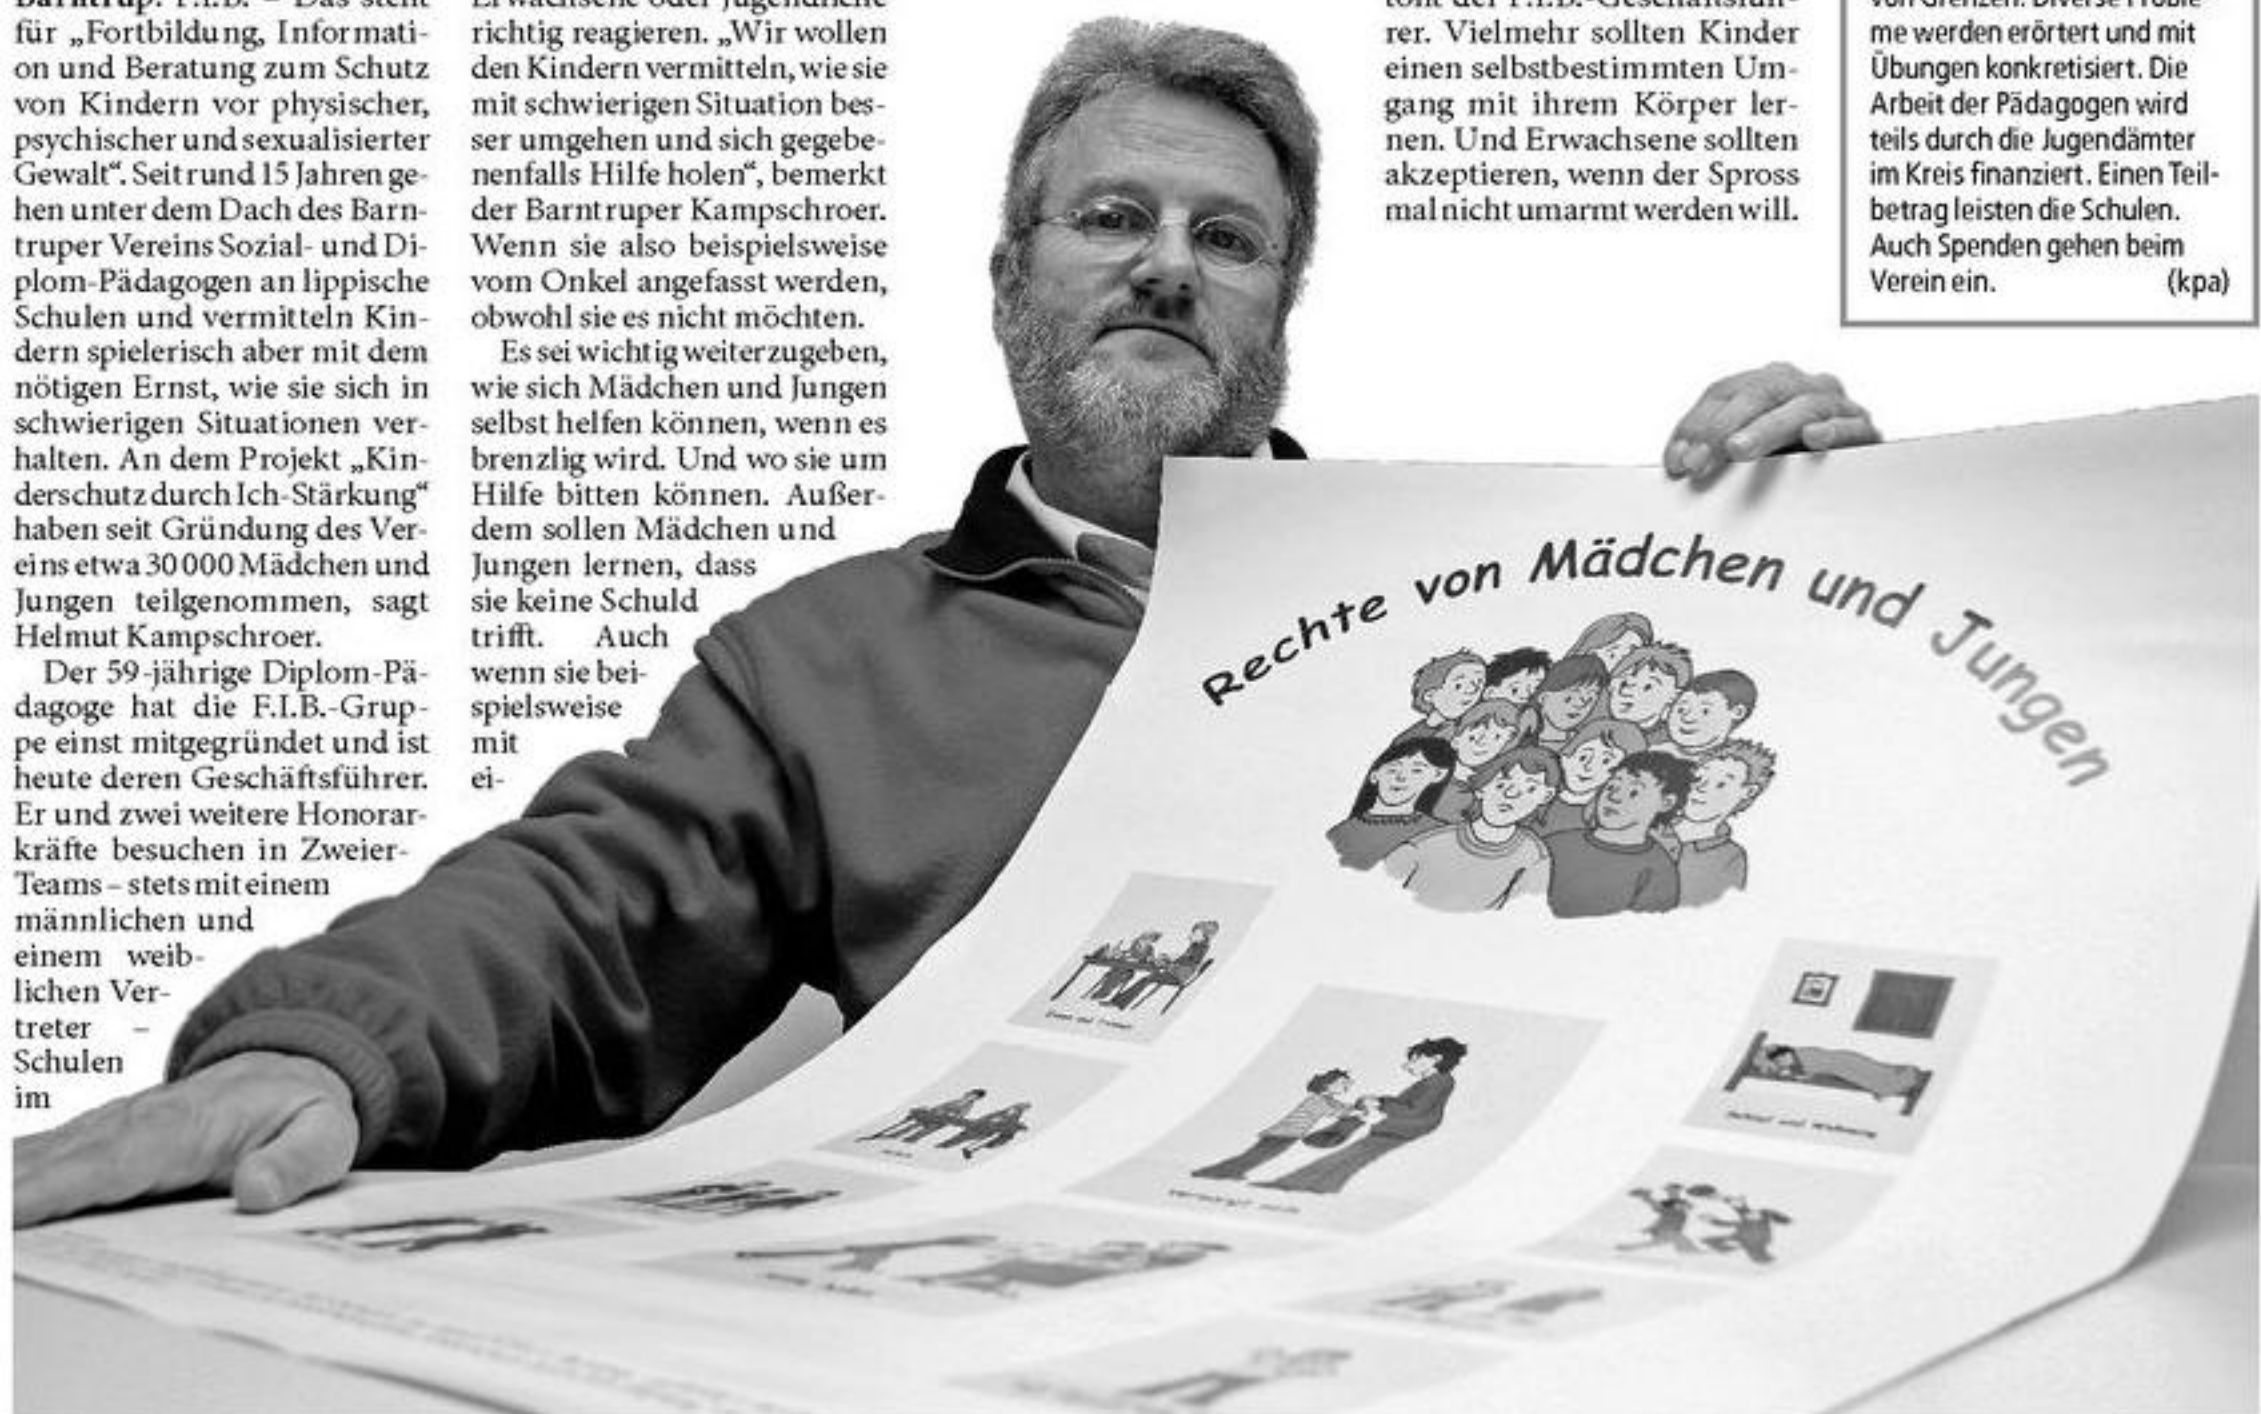 Barntrup. F.I.B. – Das steht
für „Fortbildung, Informati-
on und Beratung zum Schutz
von Kindern vor physischer,
psychischer und sexualisierter
Gewalt“. Seit rund 15 Jahren ge-
hen unter dem Dach des Barn-
truper Vereins Sozial- und Di-
plom-Pädagogen an lippische
Schulen und vermitteln Kin-
dern spielerisch aber mit dem
nötigen Ernst, wie sie sich in
schwierigen Situationen ver-
halten. An dem Projekt „Kin-
derschutz durch Ich-Stärkung“
haben seit Gründung des Ver-
eins etwa 30 000 Mädchen und
Jungen teilgenommen, sagt
Helmut Kampschroer.
Der 59-jährige Diplom-Pä-
dagoge hat die F.I.B.-Grup-
pe einst mitgegründet und ist
heute deren Geschäftsführer.
Er und zwei weitere Honorar-
kräfte besuchen in Zweier-
Teams – stets mit einem
männlichen und
einem weib-
lichen Ver-
treter –
Schulen
im
Erwachsene oder Jugendliche
richtig reagieren. „Wir wollen
den Kindern vermitteln, wie sie
mit schwierigen Situation bes-
ser umgehen und sich gegebe-
nenfalls Hilfe holen“, bemerkt
der Barntruper Kampschroer.
Wenn sie also beispielsweise
vom Onkel angefasst werden,
obwohl sie es nicht möchten.
Es sei wichtig weiterzugeben,
wie sich Mädchen und Jungen
selbst helfen können, wenn es
brenzlig wird. Und wo sie um
Hilfe bitten können. Außer-
dem sollen Mädchen und
Jungen lernen, dass
sie keine Schuld
trifft. Auch
wenn sie bei-
spielsweise
mit
ei-
tont der F.I.B.-Geschäftsfüh-
rer. Vielmehr sollten Kinder
einen selbstbestimmten Um-
gang mit ihrem Körper ler-
nen. Und Erwachsene sollten
akzeptieren, wenn der Spross
mal nicht umarmt werden will.
von Grenzen. Diverse Proble-
me werden erörtert und mit
Übungen konkretisiert. Die
Arbeit der Pädagogen wird
teils durch die Jugendämter
im Kreis finanziert. Einen Teil-
betrag leisten die Schulen.
Auch Spenden gehen beim
Verein ein. (kpa)
Rechte von Mädchen und Jungen